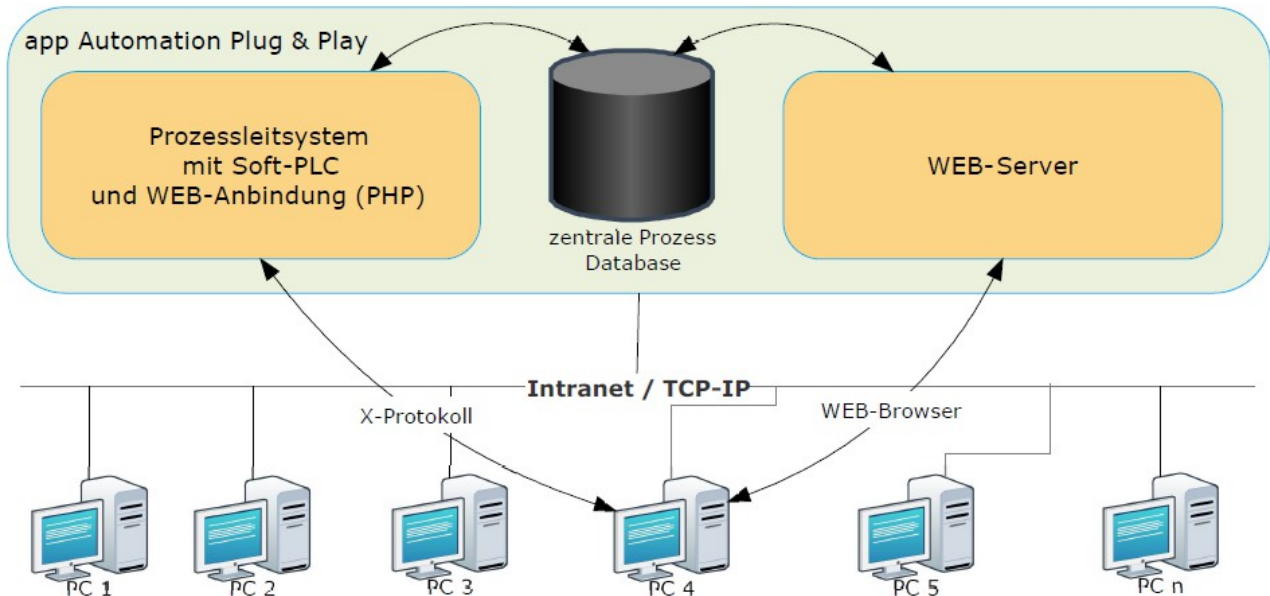 app Automation Plug & Play
Prozessleitsystem
mit Soft-PLC
und WEB-Anbindung (PHP)
zentrale Prozess
Database
WEB-Server
Intranet / TCP-IP
X-Protokoll
WEB-Browser
PC 1
PC 2
PC 3
PC 4
PC 5
PC n